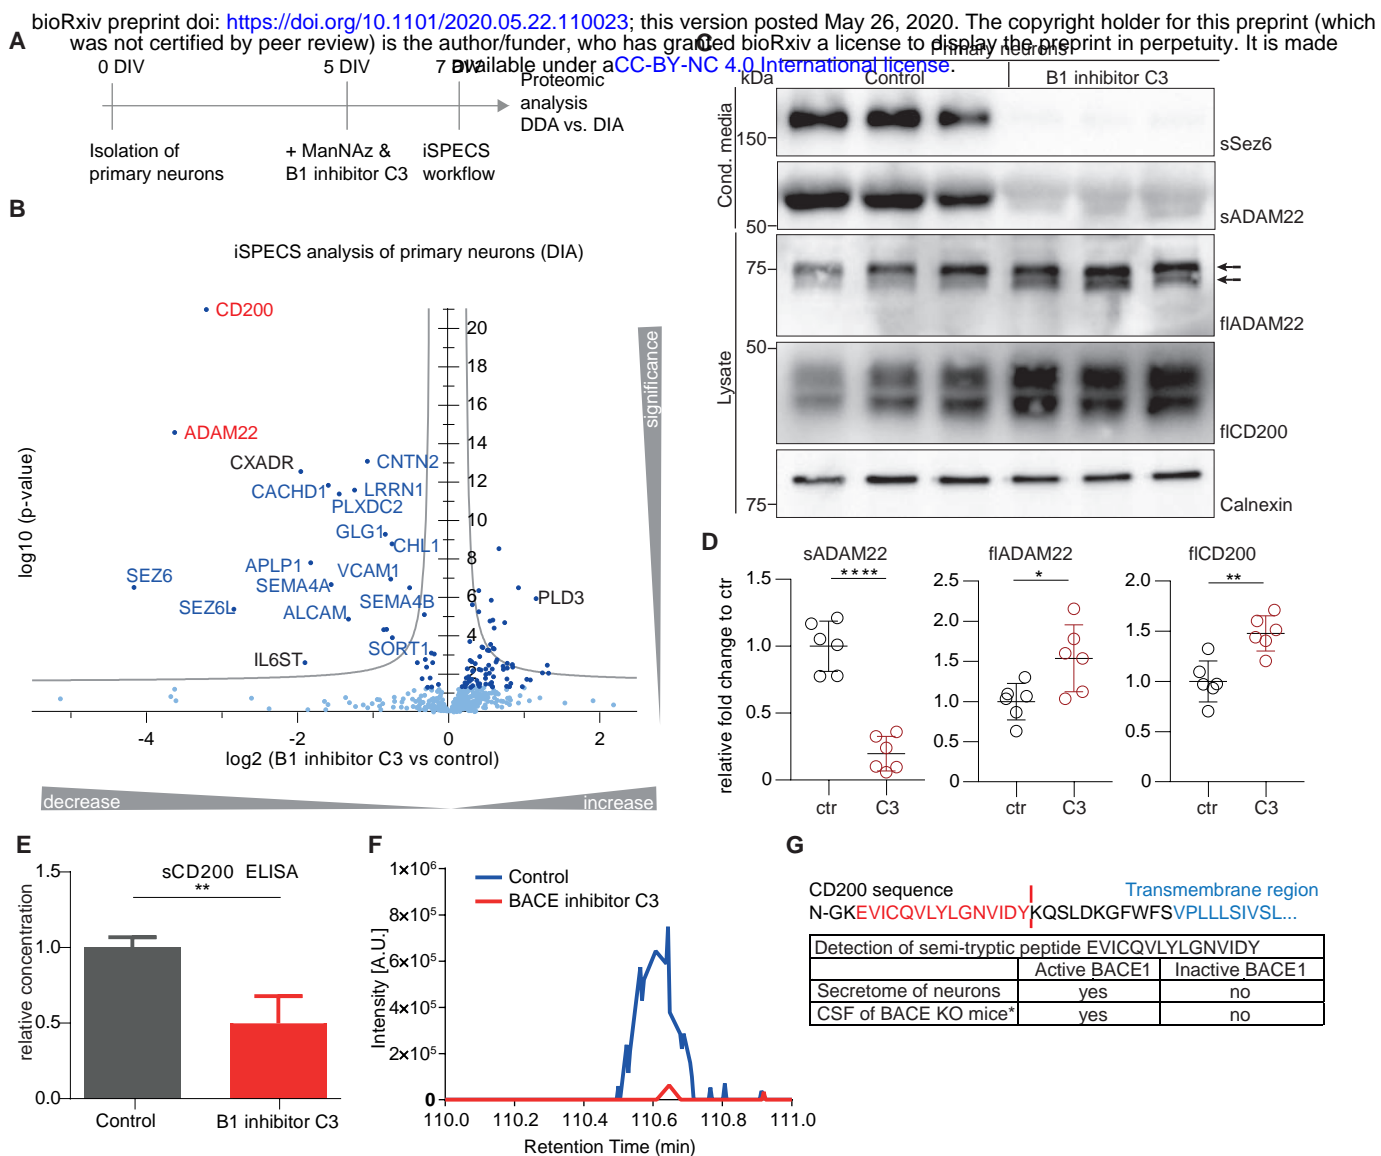 bioRxiv preprint doi: https://doi.org/10.1101/2020.05.22.110023; this version posted May 26, 2020. The copyright holder for this preprint (which
was not certified by peer review) is the author/funder, who has granted bioRxiv a license to display the preprint in perpetuity. It is made
available under aCC-BY-NC 4.0 International license.
A
0 DIV
5 DIV
7 DIV
Proteomic
analysis
DDA vs. DIA
Isolation of
primary neurons
+ ManNAz &
B1 inhibitor C3
iSPECS
workflow
B
iSPECS analysis of primary neurons (DIA)
log10 (p-value)
20
18
16
14
12
10
8
6
4
2
CD200
ADAM22
CXADR
CNTN2
CACHD1
LRRN1
PLXDC2
GLG1
CHL1
APLP1
VCAM1
SEZ6
SEMA4A
SEZ6L
SEMA4B
ALCAM
PLD3
SORT1
IL6ST
-4
-2
0
2
log2 (B1 inhibitor C3 vs control)
decrease
increase
significance
C
Primary neurons
kDa
Control
B1 inhibitor C3
Cond. media
150
sSez6
50
sADAM22
Lysate
75
flADAM22
50
flCD200
75
Calnexin
D
relative fold change to ctr
sADAM22
****
1.5
1.0
0.5
0
ctr
C3
flADAM22
*
2.5
2.0
1.5
1.0
0.5
0
ctr
C3
flCD200
**
2.0
1.5
1.0
0.5
0
ctr
C3
E
sCD200 ELISA
**
relative concentration
1.5
1.0
0.5
0.0
Control
B1 inhibitor C3
F
Control
BACE inhibitor C3
Intensity [A.U.]
1×10⁶
8×10⁵
6×10⁵
4×10⁵
2×10⁵
0
110.0
110.2
110.4
110.6
110.8
111.0
Retention Time (min)
G
CD200 sequence
Transmembrane region
N-GKEVICQVLYLGNVIDYKQSLDKGFWFSVPLLLSIVSL...
Detection of semi-tryptic peptide EVICQVLYLGNVIDY
Active BACE1
Inactive BACE1
Secretome of neurons
yes
no
CSF of BACE KO mice*
yes
no